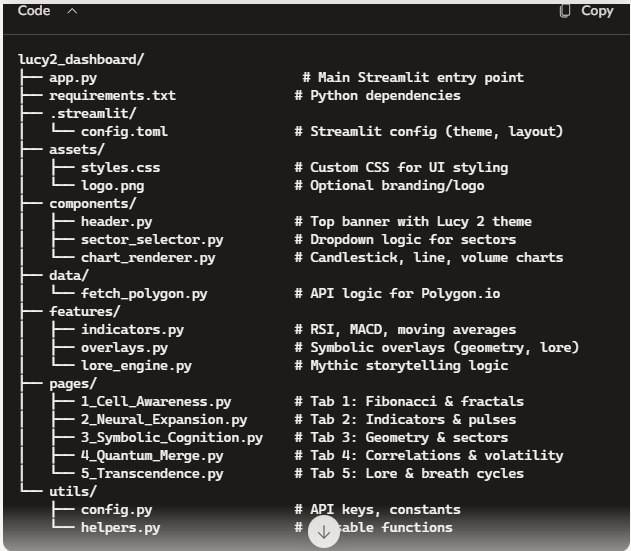 Code Copy
lucy2_dashboard/
├── app.py # Main Streamlit entry point
├── requirements.txt # Python dependencies
├── .streamlit/
│   └── config.toml # Streamlit config (theme, layout)
├── assets/
│   ├── styles.css # Custom CSS for UI styling
│   └── logo.png # Optional branding/logo
├── components/
│   ├── header.py # Top banner with Lucy 2 theme
│   ├── sector_selector.py # Dropdown logic for sectors
│   └── chart_renderer.py # Candlestick, line, volume charts
├── data/
│   └── fetch_polygon.py # API logic for Polygon.io
├── features/
│   ├── indicators.py # RSI, MACD, moving averages
│   ├── overlays.py # Symbolic overlays (geometry, lore)
│   └── lore_engine.py # Mythic storytelling logic
├── pages/
│   ├── 1_Cell_Awareness.py # Tab 1: Fibonacci & fractals
│   ├── 2_Neural_Expansion.py # Tab 2: Indicators & pulses
│   ├── 3_Symbolic_Cognition.py # Tab 3: Geometry & sectors
│   ├── 4_Quantum_Merge.py # Tab 4: Correlations & volatility
│   └── 5_Transcendence.py # Tab 5: Lore & breath cycles
└── utils/
    ├── config.py # API keys, constants
    └── helpers.py # functions